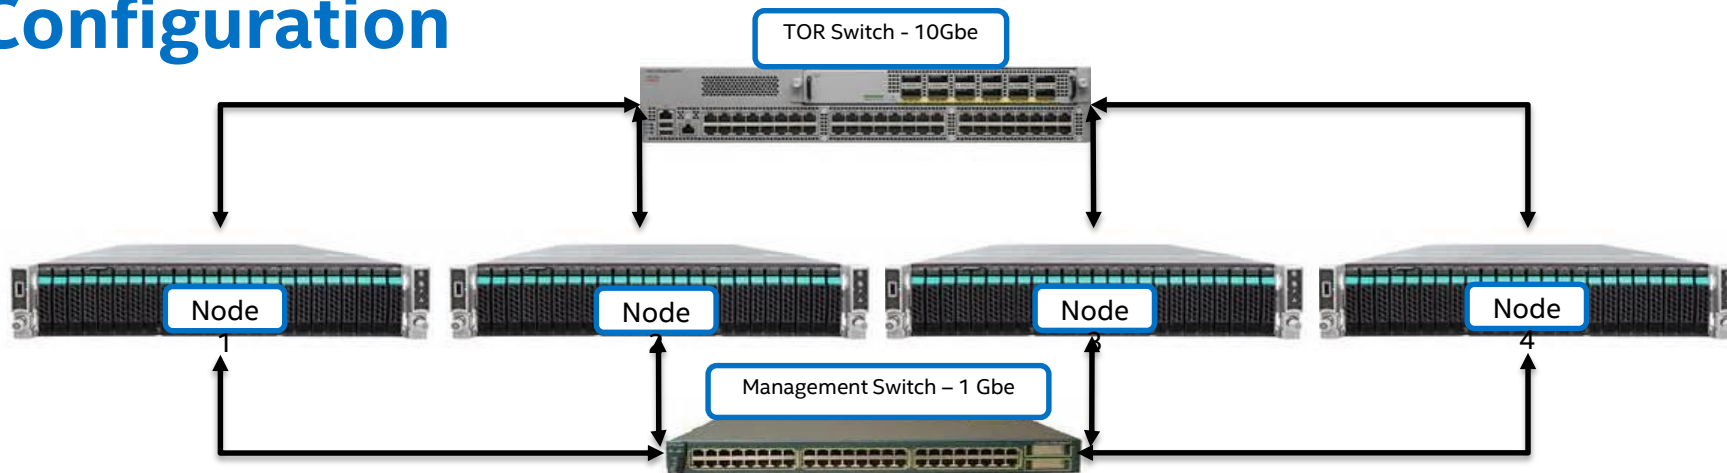 Configuration
TOR Switch - 10Gbe
Node
1
Node
2
Node
3
Node
4
Management Switch – 1 Gbe